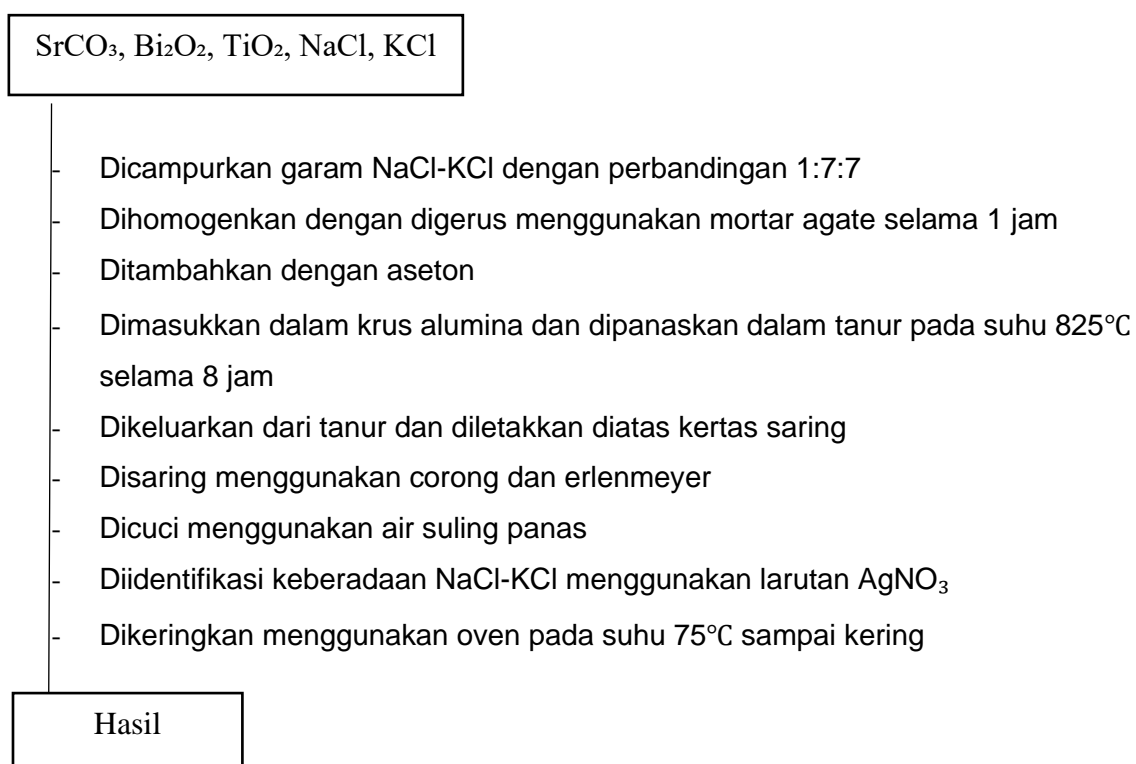 SrCO₃, Bi₂O₂, TiO₂, NaCl, KCl
- Dicampurkan garam NaCl-KCl dengan perbandingan 1:7:7
- Dihomogenkan dengan digerus menggunakan mortar agate selama 1 jam
- Ditambahkan dengan aseton
- Dimasukkan dalam krus alumina dan dipanaskan dalam tanur pada suhu 825℃
selama 8 jam
- Dikeluarkan dari tanur dan diletakkan diatas kertas saring
- Disaring menggunakan corong dan erlenmeyer
- Dicuci menggunakan air suling panas
- Diidentifikasi keberadaan NaCl-KCl menggunakan larutan AgNO₃
- Dikeringkan menggunakan oven pada suhu 75℃ sampai kering
Hasil